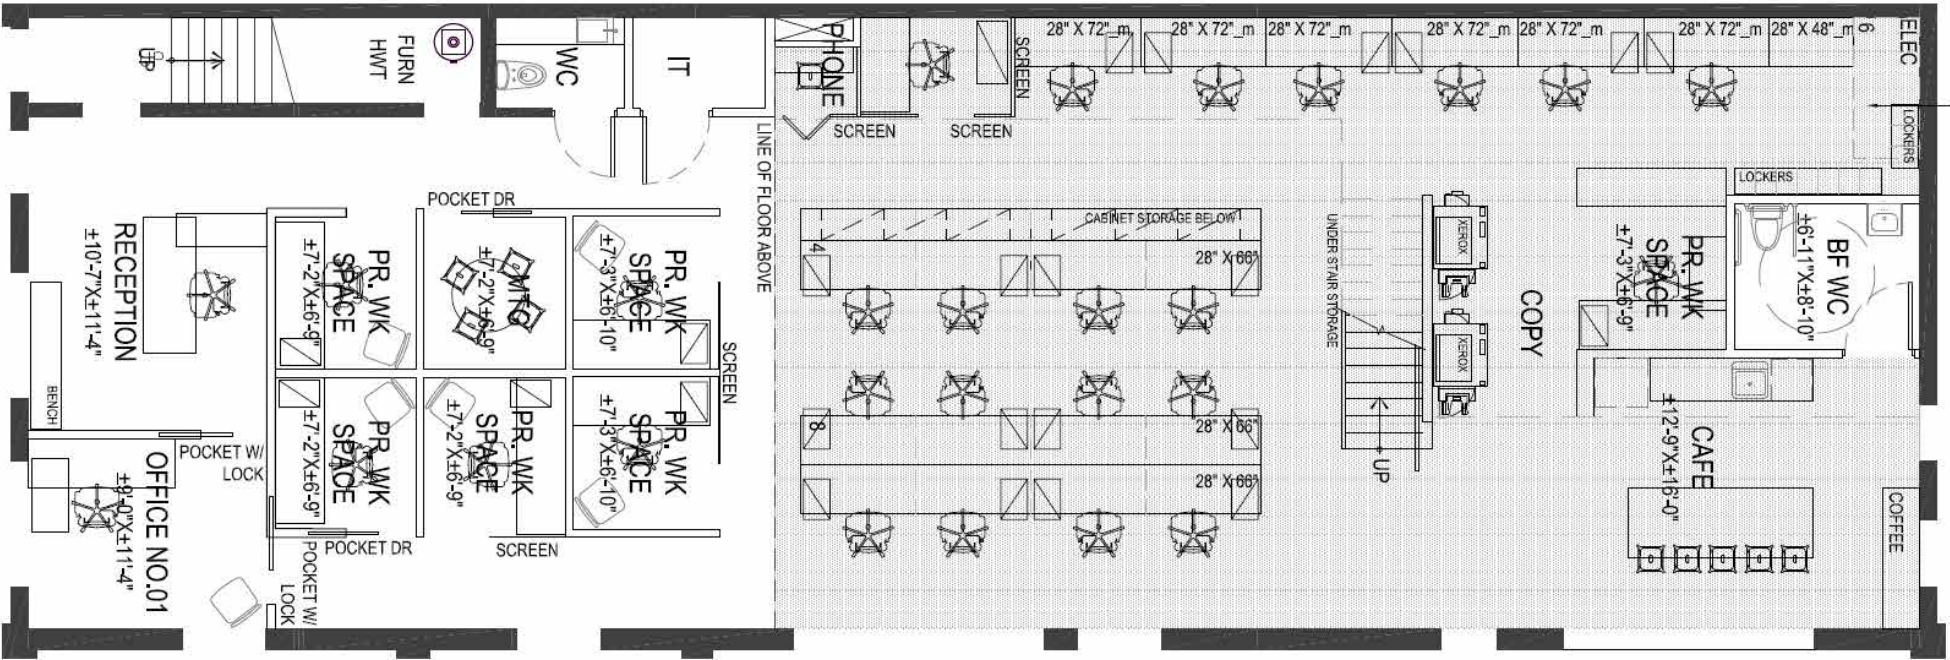 UP
FURN
HWT
WC
IT
PHONE
SCREEN
SCREEN
SCREEN
28" X 72"_m
28" X 72"_m
28" X 72"_m
28" X 72"_m
28" X 72"_m
28" X 72"_m
28" X 48"_m
6
ELEC
LOCKERS
LOCKERS
LINE OF FLOOR ABOVE
POCKET DR
RECEPTION
±10'-7"X±11'-4"
BENCH
PR. WK
SPACE
±7'-2"X±6'-9"
MTG
±7'-2"X±6'-9"
PR. WK
SPACE
±7'-3"X±6'-10"
SCREEN
PR. WK
SPACE
±7'-2"X±6'-9"
PR. WK
SPACE
±7'-2"X±6'-9"
PR. WK
SPACE
±7'-3"X±6'-10"
POCKET W/
LOCK
OFFICE NO.01
±9'-0"X±11'-4"
POCKET DR
SCREEN
POCKET W/
LOCK
CABINET STORAGE BELOW
4
28" X 66"
8
28" X 66"
28" X 66"
UNDER STAIR STORAGE
UP
XEROX
XEROX
COPY
PR. WK
SPACE
±7'-3"X±6'-9"
BF WC
±6'-11"X±8'-10"
CAFE
±12'-9"X±16'-0"
COFFEE